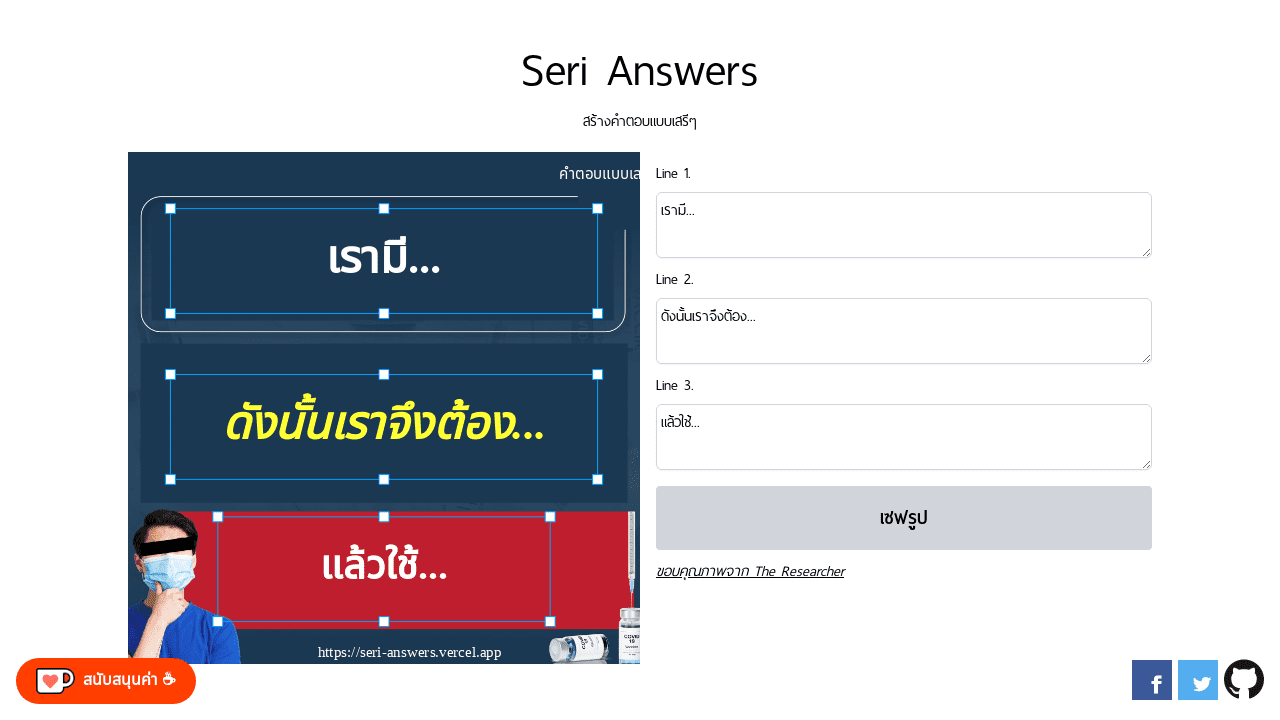 Seri Answers
สร้างคำตอบแบบเสรีๆ
คำตอบแบบเส
เรามี...
ดังนั้นเราจึงต้อง...
แล้วใช้...
https://seri-answers.vercel.app
Line 1.
เรามี...
Line 2.
ดังนั้นเราจึงต้อง...
Line 3.
แล้วใช้...
เซฟรูป
ขอบคุณภาพจาก The Researcher
สนับสนุนค่า